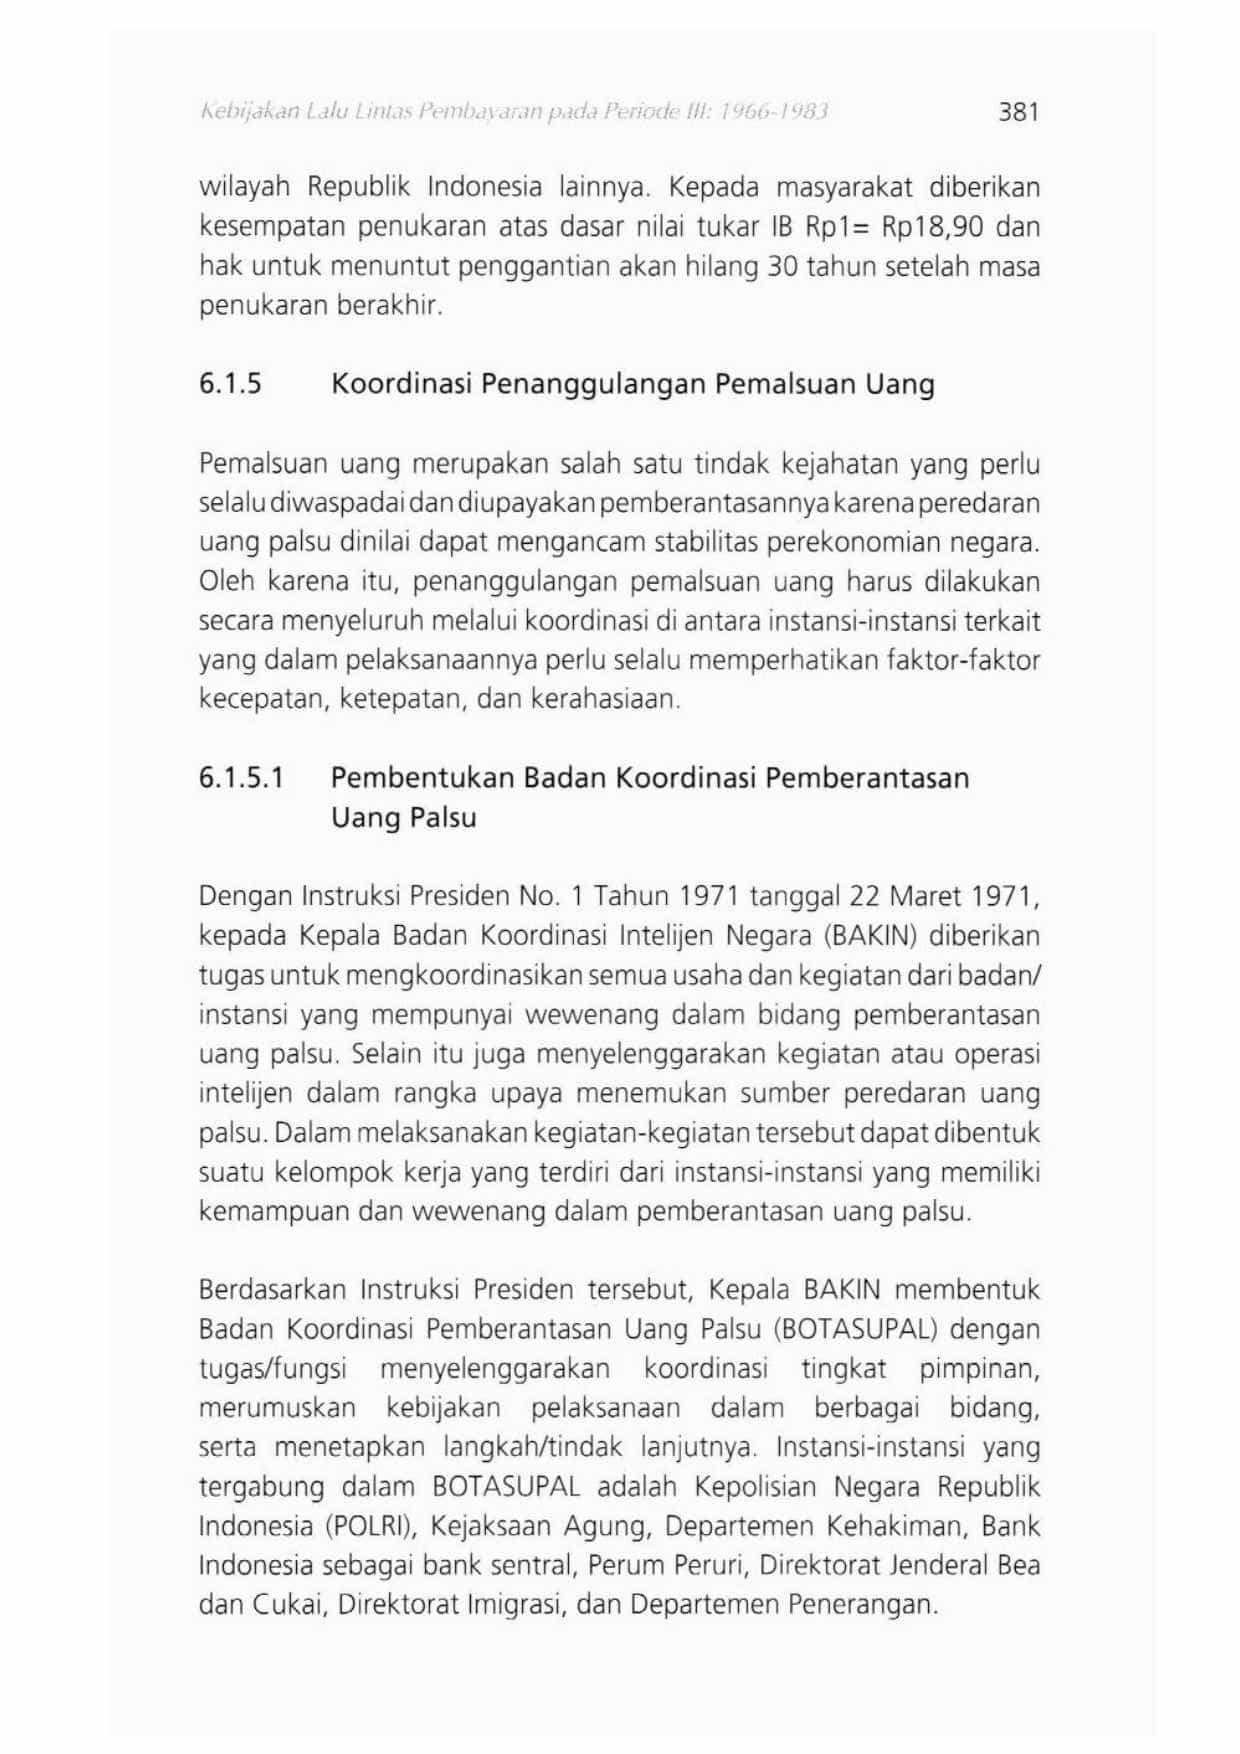 Kebijakan Lalu Lintas Pembayaran pada Periode III: 1966-1983 381
wilayah Republik Indonesia lainnya. Kepada masyarakat diberikan
kesempatan penukaran atas dasar nilai tukar IB Rp1= Rp18,90 dan
hak untuk menuntut penggantian akan hilang 30 tahun setelah masa
penukaran berakhir.
6.1.5 Koordinasi Penanggulangan Pemalsuan Uang
Pemalsuan uang merupakan salah satu tindak kejahatan yang perlu
selalu diwaspadai dan diupayakan pemberantasannya karena peredaran
uang palsu dinilai dapat mengancam stabilitas perekonomian negara.
Oleh karena itu, penanggulangan pemalsuan uang harus dilakukan
secara menyeluruh melalui koordinasi di antara instansi-instansi terkait
yang dalam pelaksanaannya perlu selalu memperhatikan faktor-faktor
kecepatan, ketepatan, dan kerahasiaan.
6.1.5.1 Pembentukan Badan Koordinasi Pemberantasan
Uang Palsu
Dengan Instruksi Presiden No. 1 Tahun 1971 tanggal 22 Maret 1971,
kepada Kepala Badan Koordinasi Intelijen Negara (BAKIN) diberikan
tugas untuk mengkoordinasikan semua usaha dan kegiatan dari badan/
instansi yang mempunyai wewenang dalam bidang pemberantasan
uang palsu. Selain itu juga menyelenggarakan kegiatan atau operasi
intelijen dalam rangka upaya menemukan sumber peredaran uang
palsu. Dalam melaksanakan kegiatan-kegiatan tersebut dapat dibentuk
suatu kelompok kerja yang terdiri dari instansi-instansi yang memiliki
kemampuan dan wewenang dalam pemberantasan uang palsu.
Berdasarkan Instruksi Presiden tersebut, Kepala BAKIN membentuk
Badan Koordinasi Pemberantasan Uang Palsu (BOTASUPAL) dengan
tugas/fungsi menyelenggarakan koordinasi tingkat pimpinan,
merumuskan kebijakan pelaksanaan dalam berbagai bidang,
serta menetapkan langkah/tindak lanjutnya. Instansi-instansi yang
tergabung dalam BOTASUPAL adalah Kepolisian Negara Republik
Indonesia (POLRI), Kejaksaan Agung, Departemen Kehakiman, Bank
Indonesia sebagai bank sentral, Perum Peruri, Direktorat Jenderal Bea
dan Cukai, Direktorat Imigrasi, dan Departemen Penerangan.